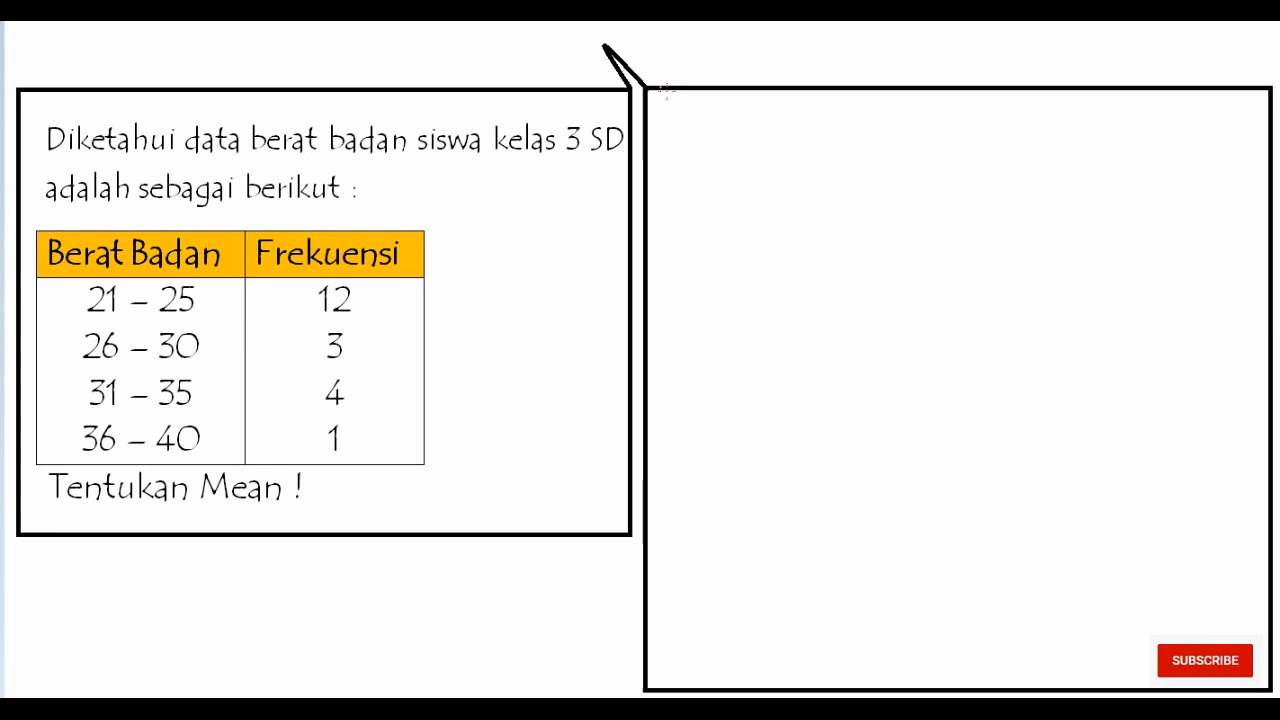 Diketahui data berat badan siswa kelas 3 SD
adalah sebagai berikut :
Berat Badan Frekuensi
21 – 25 12
26 – 30 3
31 – 35 4
36 – 40 1
Tentukan Mean !
SUBSCRIBE